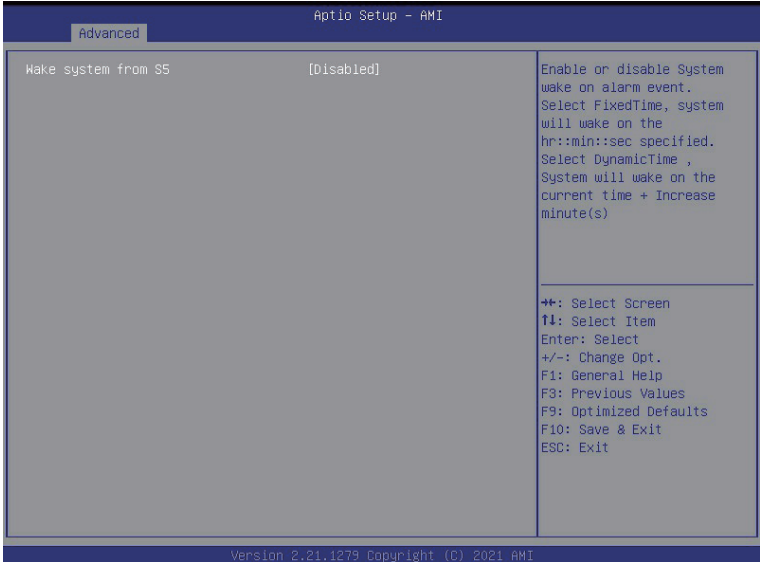 Aptio Setup - AMI
Advanced
Wake system from S5 [Disabled]
Enable or disable System
wake on alarm event.
Select FixedTime, system
will wake on the
hr::min::sec specified.
Select DynamicTime ,
System will wake on the
current time + Increase
minute(s)
→←: Select Screen
↑↓: Select Item
Enter: Select
+/-: Change Opt.
F1: General Help
F3: Previous Values
F9: Optimized Defaults
F10: Save & Exit
ESC: Exit
Version 2.21.1279 Copyright (C) 2021 AMI